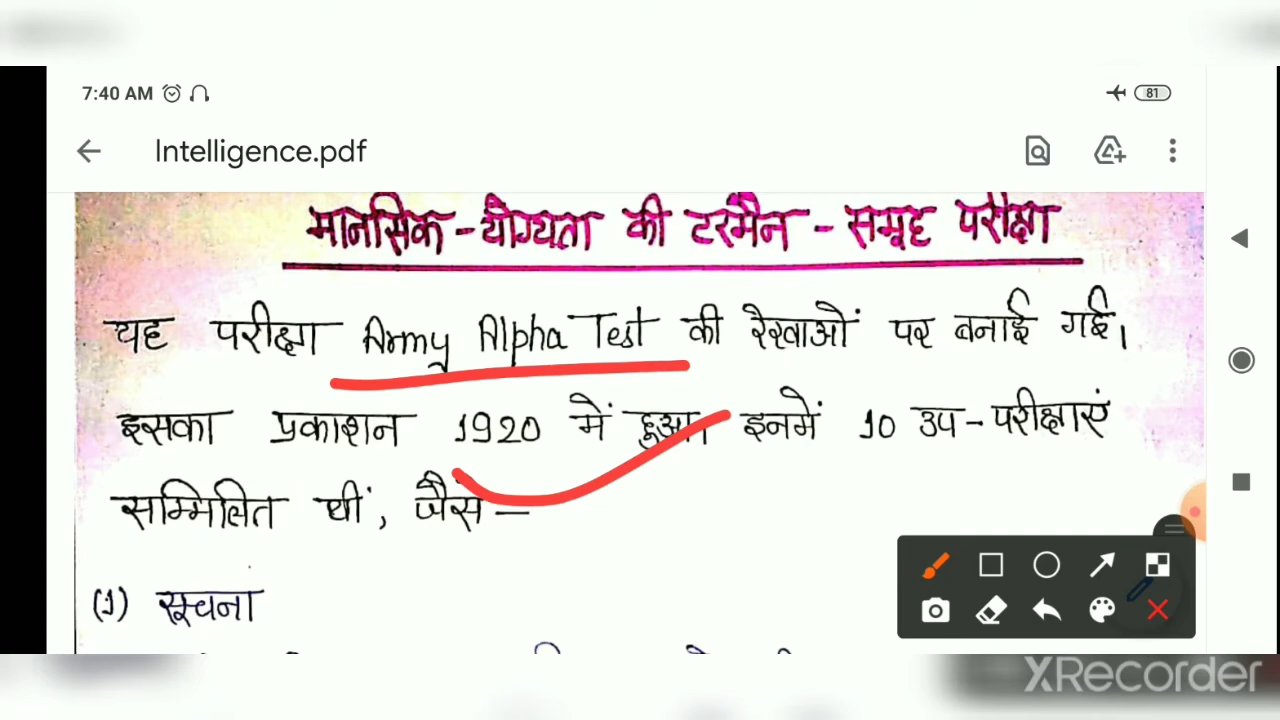 7:40 AM
81
Intelligence.pdf
मानसिक-योग्यता की टरमैन - समूह परीक्षा
यह परीक्षा Army Alpha Test की रेखाओं पर बनाई गई।
इसका प्रकाशन 1920 में हुआ। इनमें 10 उप-परीक्षाएं
सम्मिलित थीं, जैसे –
(1) सूचना
XRecorder